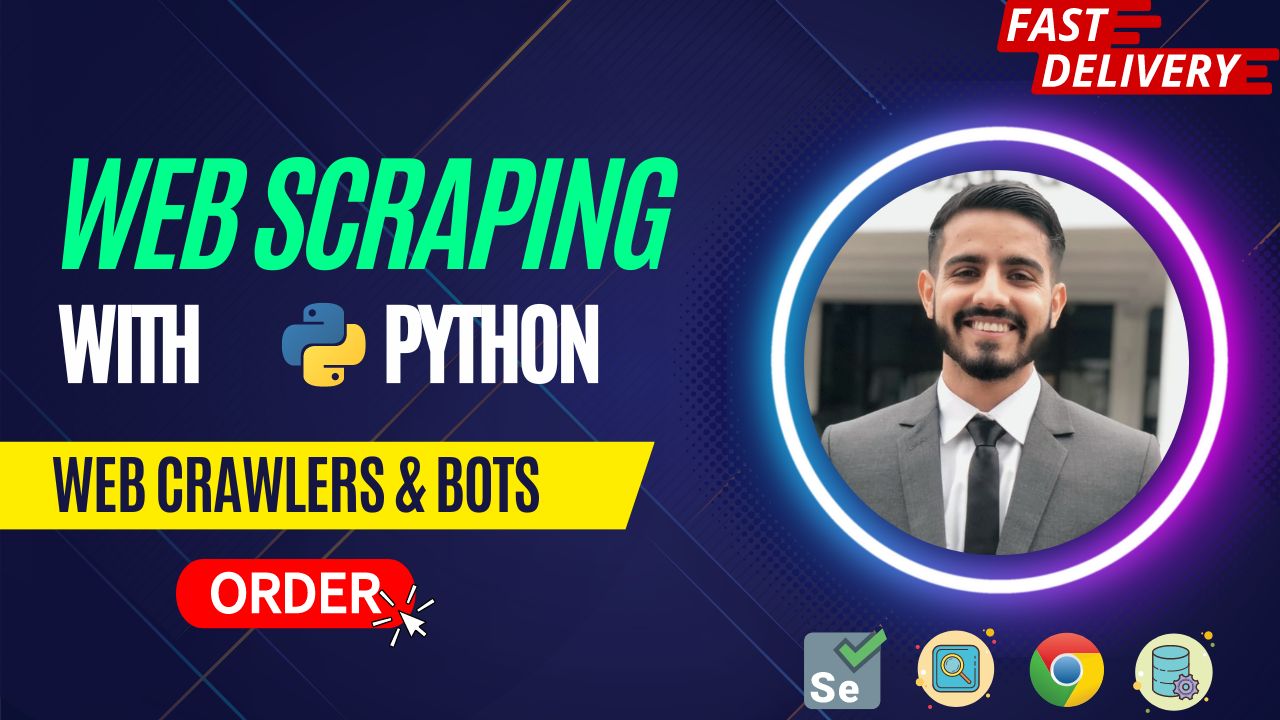 FAST
DELIVERY
WEB SCRAPING
WITH PYTHON
WEB CRAWLERS & BOTS
ORDER
Se